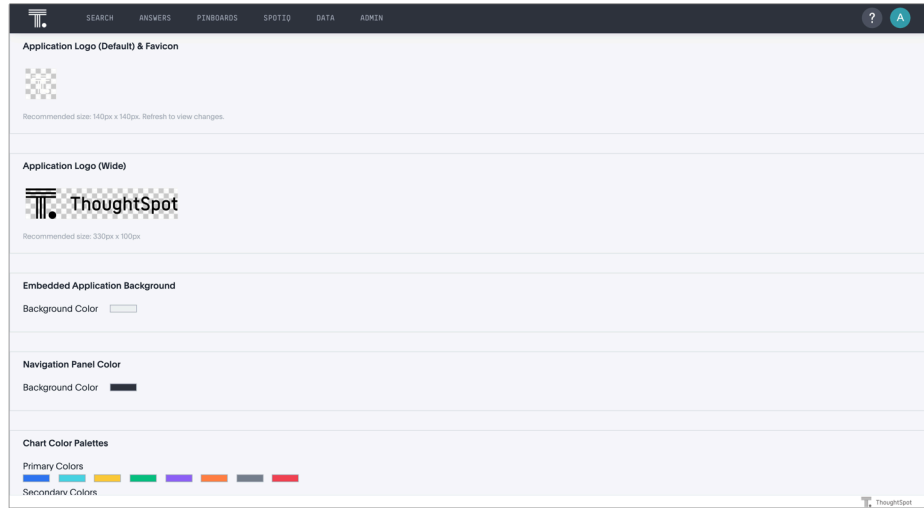 T.
SEARCH ANSWERS PINBOARDS SPOTIQ DATA ADMIN ? A
Application Logo (Default) & Favicon
Recommended size: 140px x 140px. Refresh to view changes.
Application Logo (Wide)
T. ThoughtSpot
Recommended size: 330px x 100px
Embedded Application Background
Background Color
Navigation Panel Color
Background Color
Chart Color Palettes
Primary Colors
Secondary Colors
T. ThoughtSpot